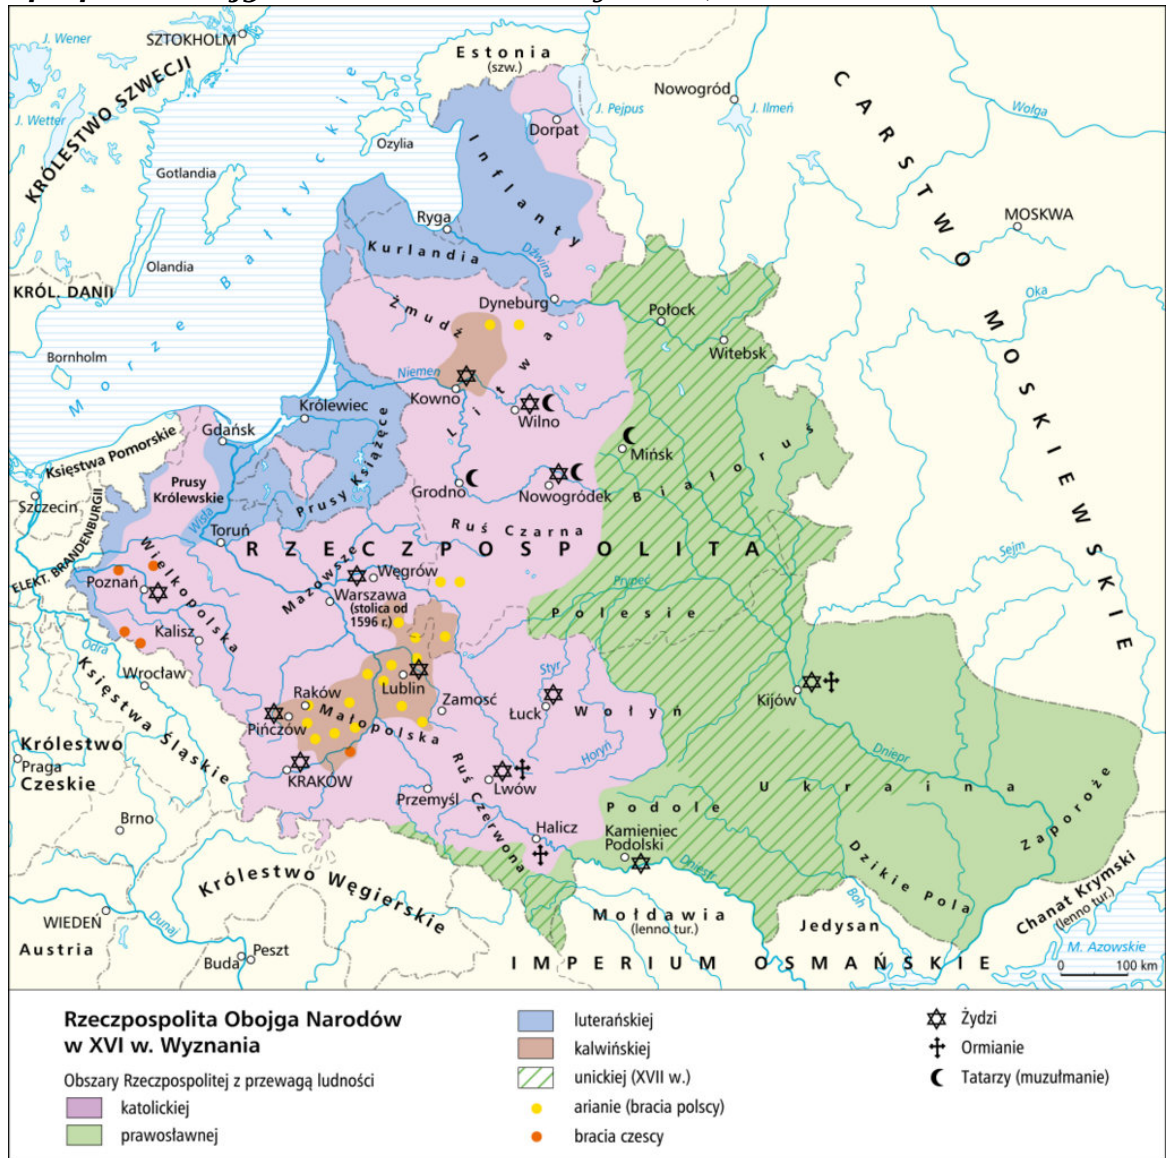 J. Wener
SZTOKHOLM
KRÓLESTWO SZWECJI
J. Wetter
Gotlandia
Olandia
KRÓL. DANII
Bornholm
Morze Bałtyckie
Estonia
(szw.)
Ozylia
Dorpat
J. Pejpus
Nowogród
J. Ilmeń
Wołga
CARSTWO MOSKIEWSKIE
MOSKWA
Oka
Inflanty
Ryga
Kurlandia
Dźwina
Żmudź
Dyneburg
Połock
Witebsk
Litwa
Niemen
Kowno
Wilno
Królewiec
Gdańsk
Księstwa Pomorskie
Szczecin
Prusy
Królewskie
Prusy Książęce
Grodno
Nowogródek
Mińsk
Białoruś
Ruś Czarna
Wisła
Toruń
RZECZPOSPOLITA
ELEKT. BRANDENBURGII
Poznań
Wielkopolska
Mazowsze
Węgrów
Warszawa
(stolica od
1596 r.)
Prypeć
Polesie
Sejm
Kalisz
Odra
Wrocław
Księstwa Śląskie
Lublin
Raków
Pińczów
Małopolska
Zamosć
Styr
Łuck
Wołyń
Kijów
Królestwo
Praga
Czeskie
KRAKÓW
Ruś Czerwona
Lwów
Horyń
Dniepr
Ukraina
Przemyśl
Brno
Halicz
Podole
Kamieniec
Podolski
Zaporoże
Dzikie Pola
Dniestr
Boh
Królestwo Węgierskie
WIEDEŃ
Dunaj
Austria
Peszt
Buda
Mołdawia
(lenno tur.)
Jedysan
Chanat Krymski
(lenno tur.)
M. Azowskie
IMPERIUM OSMAŃSKIE
0 100 km
Rzeczpospolita Obojga Narodów
w XVI w. Wyznania
Obszary Rzeczpospolitej z przewagą ludności
katolickiej
prawosławnej
luterańskiej
kalwińskiej
unickiej (XVII w.)
arianie (bracia polscy)
bracia czescy
Żydzi
Ormianie
Tatarzy (muzułmanie)